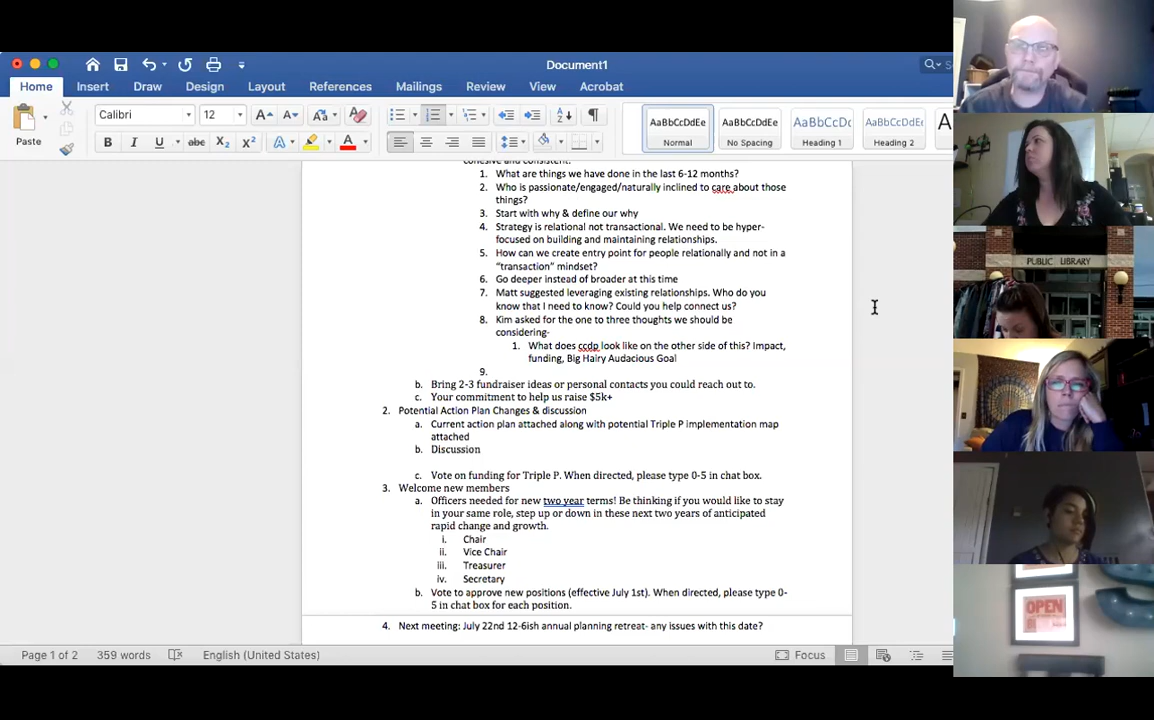 Document1
Home Insert Draw Design Layout References Mailings Review View Acrobat
Paste
Calibri 12
AaBbCcDdEe AaBbCcDdEe AaBbCcDc AaBbCcDdEe
Normal No Spacing Heading 1 Heading 2
cohesive and consistent.
1. What are things we have done in the last 6-12 months?
2. Who is passionate/engaged/naturally inclined to care about those
things?
3. Start with why & define our why
4. Strategy is relational not transactional. We need to be hyper-
focused on building and maintaining relationships.
5. How can we create entry point for people relationally and not in a
“transaction” mindset?
6. Go deeper instead of broader at this time
7. Matt suggested leveraging existing relationships. Who do you
know that I need to know? Could you help connect us?
8. Kim asked for the one to three thoughts we should be
considering-
1. What does ccdp look like on the other side of this? Impact,
funding, Big Hairy Audacious Goal
9.
b. Bring 2-3 fundraiser ideas or personal contacts you could reach out to.
c. Your commitment to help us raise $5k+
2. Potential Action Plan Changes & discussion
a. Current action plan attached along with potential Triple P implementation map
attached
b. Discussion
c. Vote on funding for Triple P. When directed, please type 0-5 in chat box.
3. Welcome new members
a. Officers needed for new two year terms! Be thinking if you would like to stay
in your same role, step up or down in these next two years of anticipated
rapid change and growth.
i. Chair
ii. Vice Chair
iii. Treasurer
iv. Secretary
b. Vote to approve new positions (effective July 1st). When directed, please type 0-
5 in chat box for each position.
4. Next meeting: July 22nd 12-6ish annual planning retreat- any issues with this date?
Page 1 of 2 359 words English (United States) Focus
PUBLIC LIBRARY
OPEN